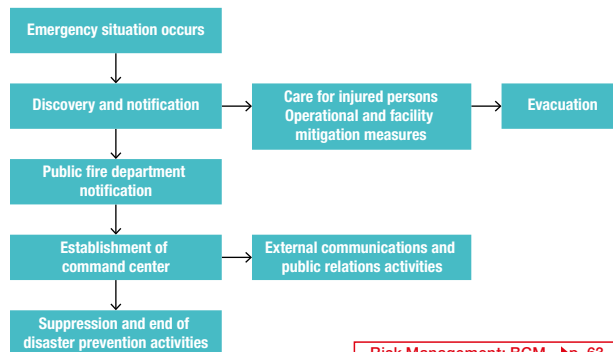 Emergency situation occurs
Discovery and notification
Care for injured persons
Operational and facility
mitigation measures
Evacuation
Public fire department
notification
Establishment of
command center
External communications and
public relations activities
Suppression and end of
disaster prevention activities
Risk Management: BCM ▶p. 63